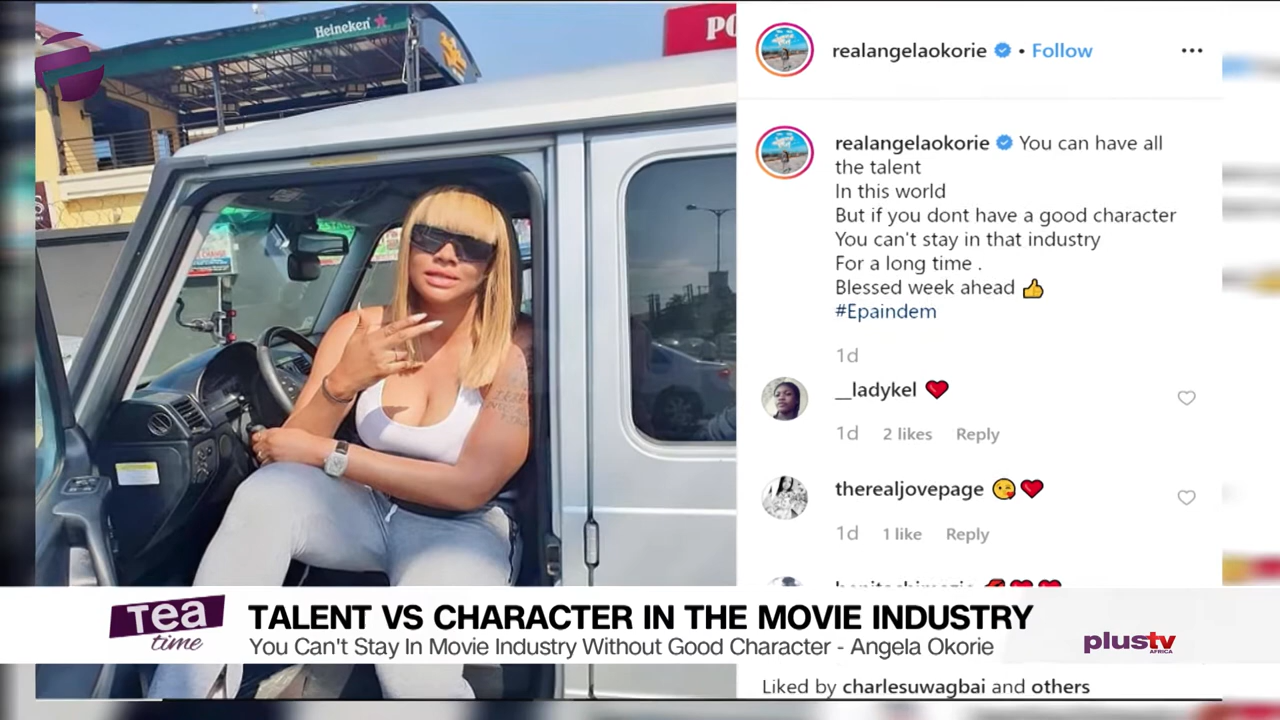 Heineken
PO
realangelaokorie • Follow
realangelaokorie You can have all
the talent
In this world
But if you dont have a good character
You can't stay in that industry
For a long time .
Blessed week ahead 👍
#Epaindem
1d
__ladykel ❤️
1d 2 likes Reply
therealjovepage 😘❤️
1d 1 like Reply
Tea
time
TALENT VS CHARACTER IN THE MOVIE INDUSTRY
You Can't Stay In Movie Industry Without Good Character - Angela Okorie
plustv
AFRICA
Liked by charlesuwagbai and others